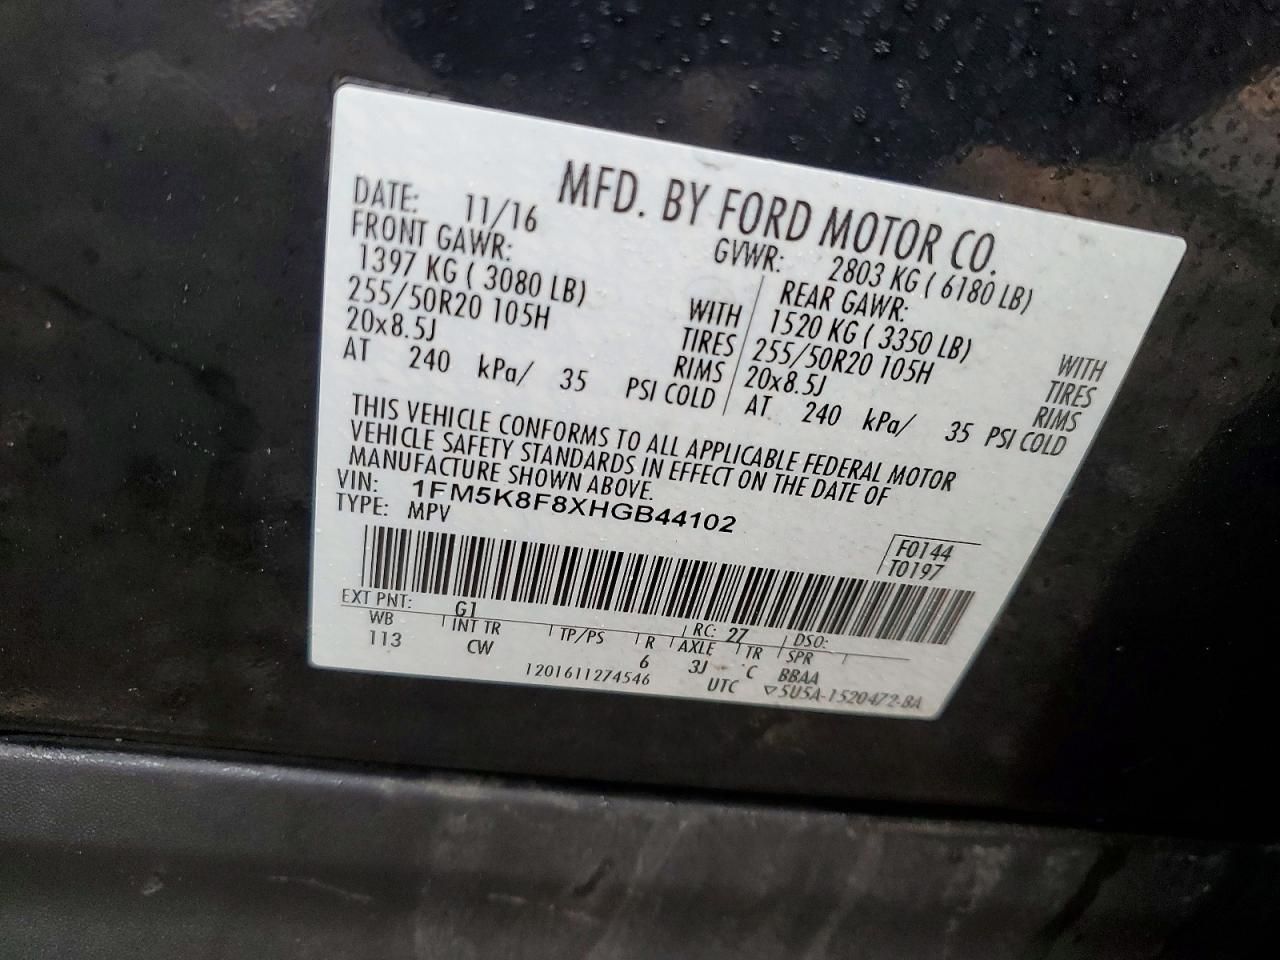 MFD. BY FORD MOTOR CO.
DATE: 11/16 GVWR: 2803 KG ( 6180 LB)
FRONT GAWR: REAR GAWR:
1397 KG ( 3080 LB) WITH 1520 KG ( 3350 LB) WITH
255/50R20 105H TIRES 255/50R20 105H TIRES
20x8.5J RIMS 20x8.5J RIMS
AT 240 kPa/ 35 PSI COLD AT 240 kPa/ 35 PSI COLD
THIS VEHICLE CONFORMS TO ALL APPLICABLE FEDERAL MOTOR
VEHICLE SAFETY STANDARDS IN EFFECT ON THE DATE OF
MANUFACTURE SHOWN ABOVE.
VIN: 1FM5K8F8XHGB44102
TYPE: MPV
F0144
T0197
EXT PNT: G1 RC: 27 DSO:
WB INT TR TP/PS R AXLE TR SPR
113 CW 6 3J C BBAA
1201611274546 UTC ▽5U5A-1520472-BA